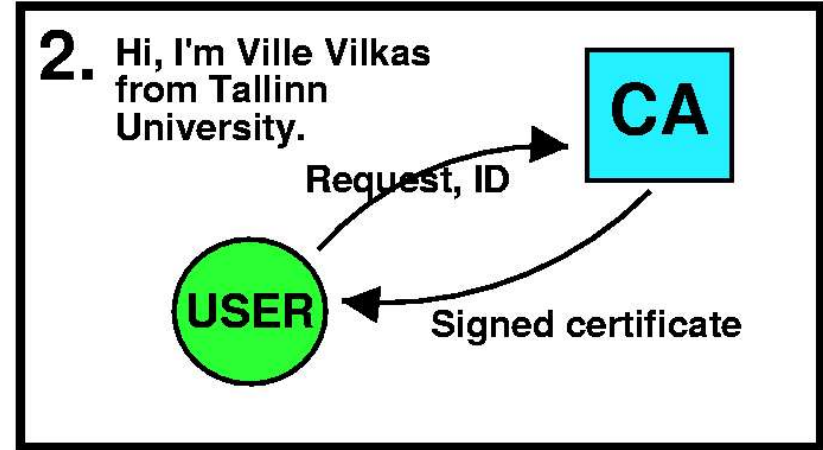 2. Hi, I'm Ville Vilkas
from Tallinn
University.
CA
Request, ID
USER
Signed certificate